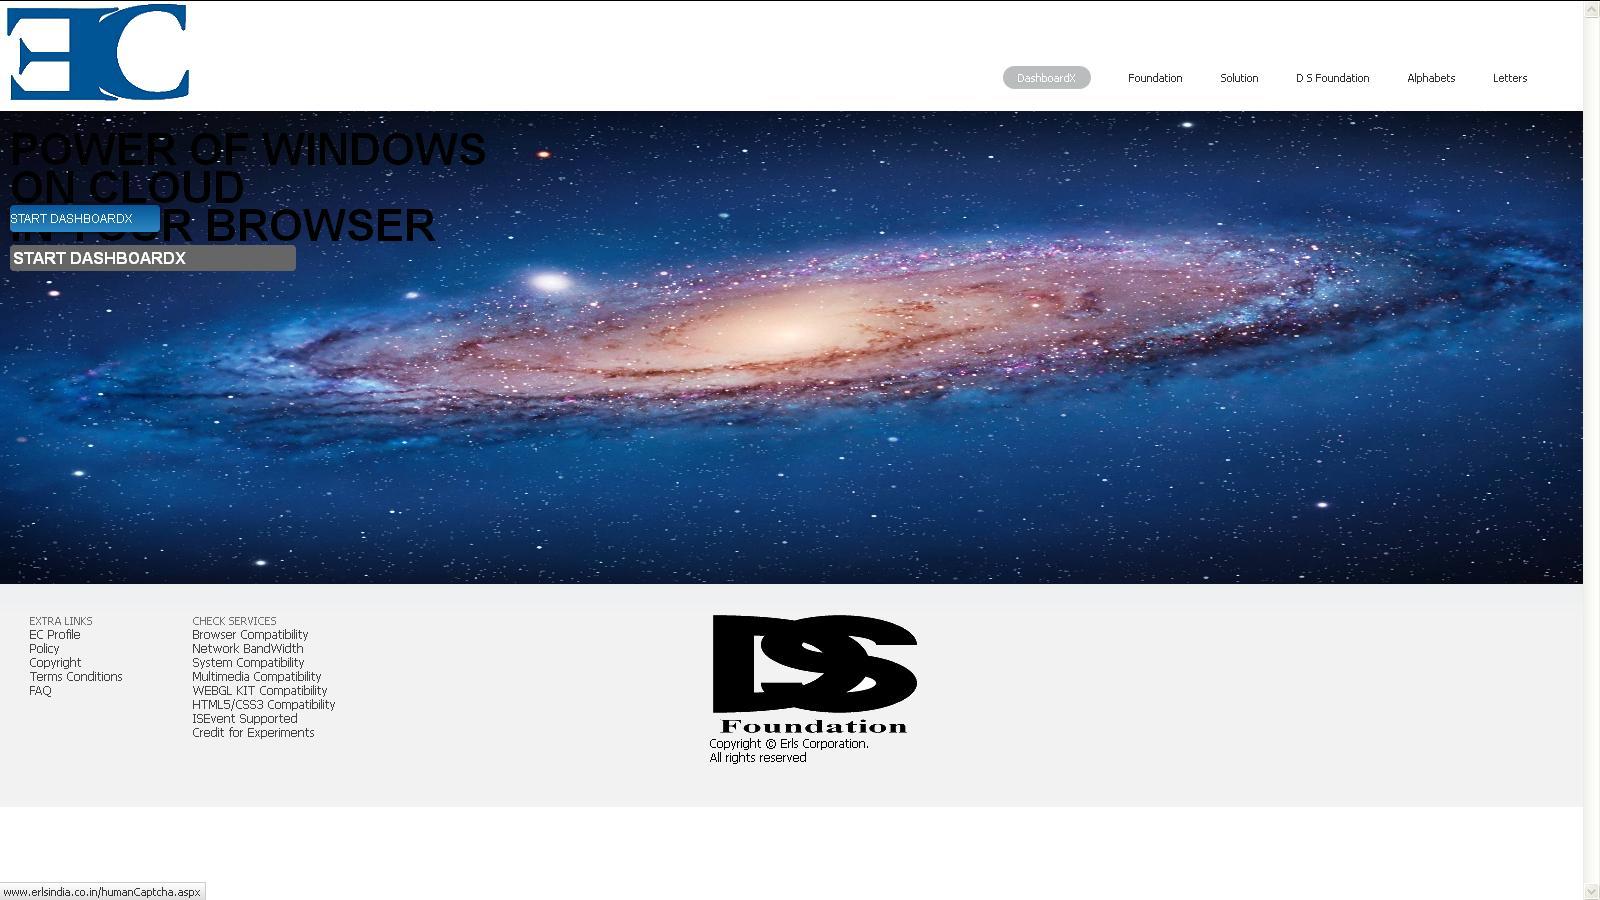 EC
DashboardX
Foundation
Solution
D S Foundation
Alphabets
Letters
POWER OF WINDOWS
ON CLOUD
IN YOUR BROWSER
START DASHBOARDX
START DASHBOARDX
EXTRA LINKS
EC Profile
Policy
Copyright
Terms Conditions
FAQ
CHECK SERVICES
Browser Compatibility
Network BandWidth
System Compatibility
Multimedia Compatibility
WEBGL KIT Compatibility
HTML5/CSS3 Compatibility
ISEvent Supported
Credit for Experiments
DS
Foundation
Copyright © Erls Corporation.
All rights reserved
www.erlsindia.co.in/humanCaptcha.aspx